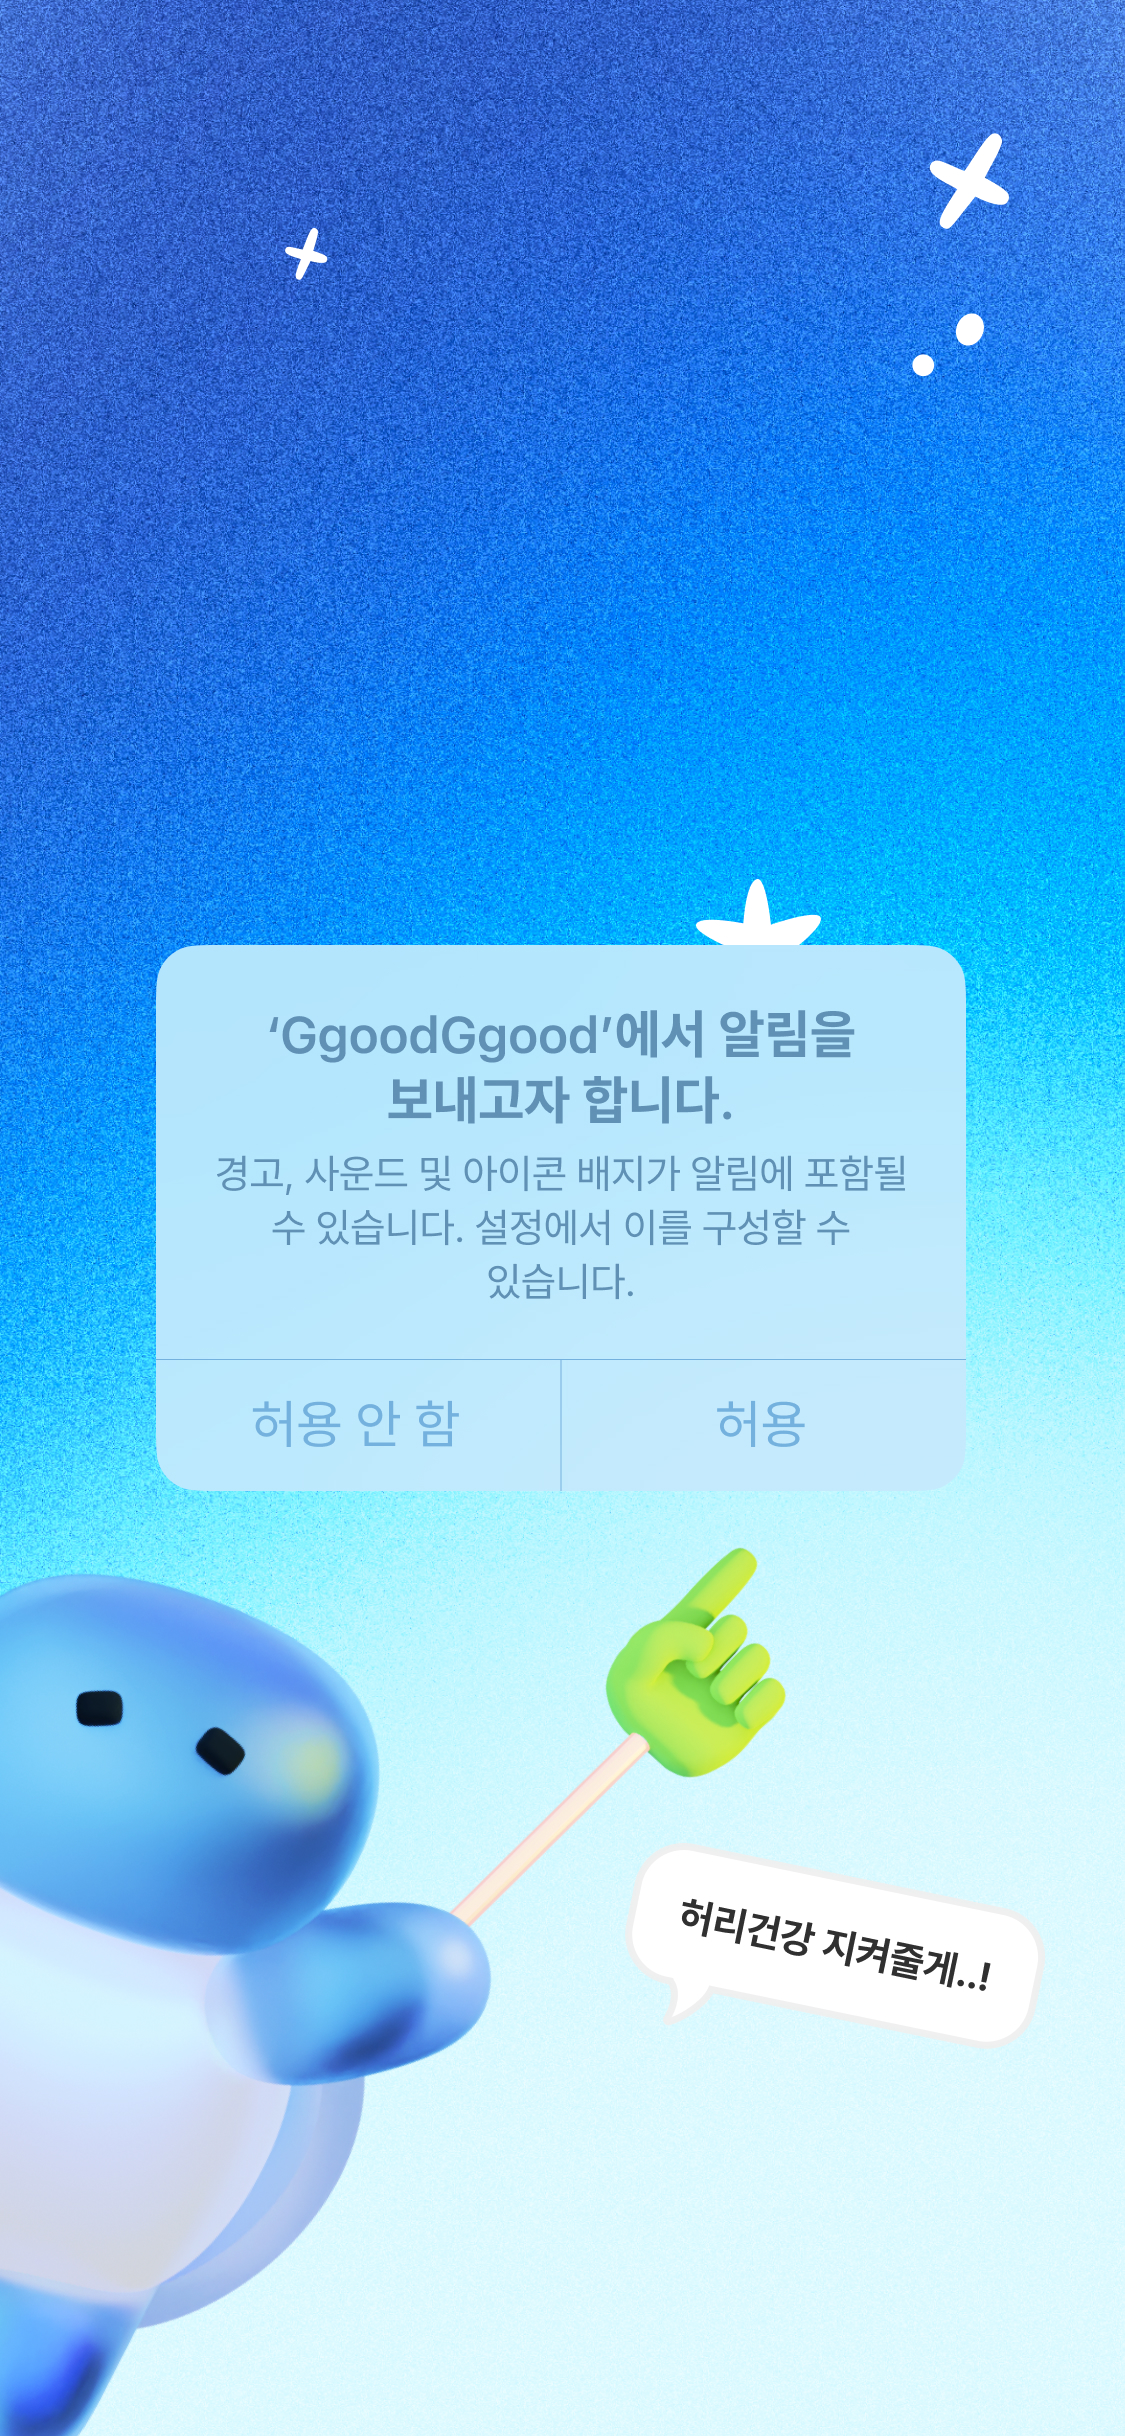 ‘GgoodGgood’에서 알림을
보내고자 합니다.
경고, 사운드 및 아이콘 배지가 알림에 포함될
수 있습니다. 설정에서 이를 구성할 수
있습니다.
허용 안 함
허용
허리건강 지켜줄게..!